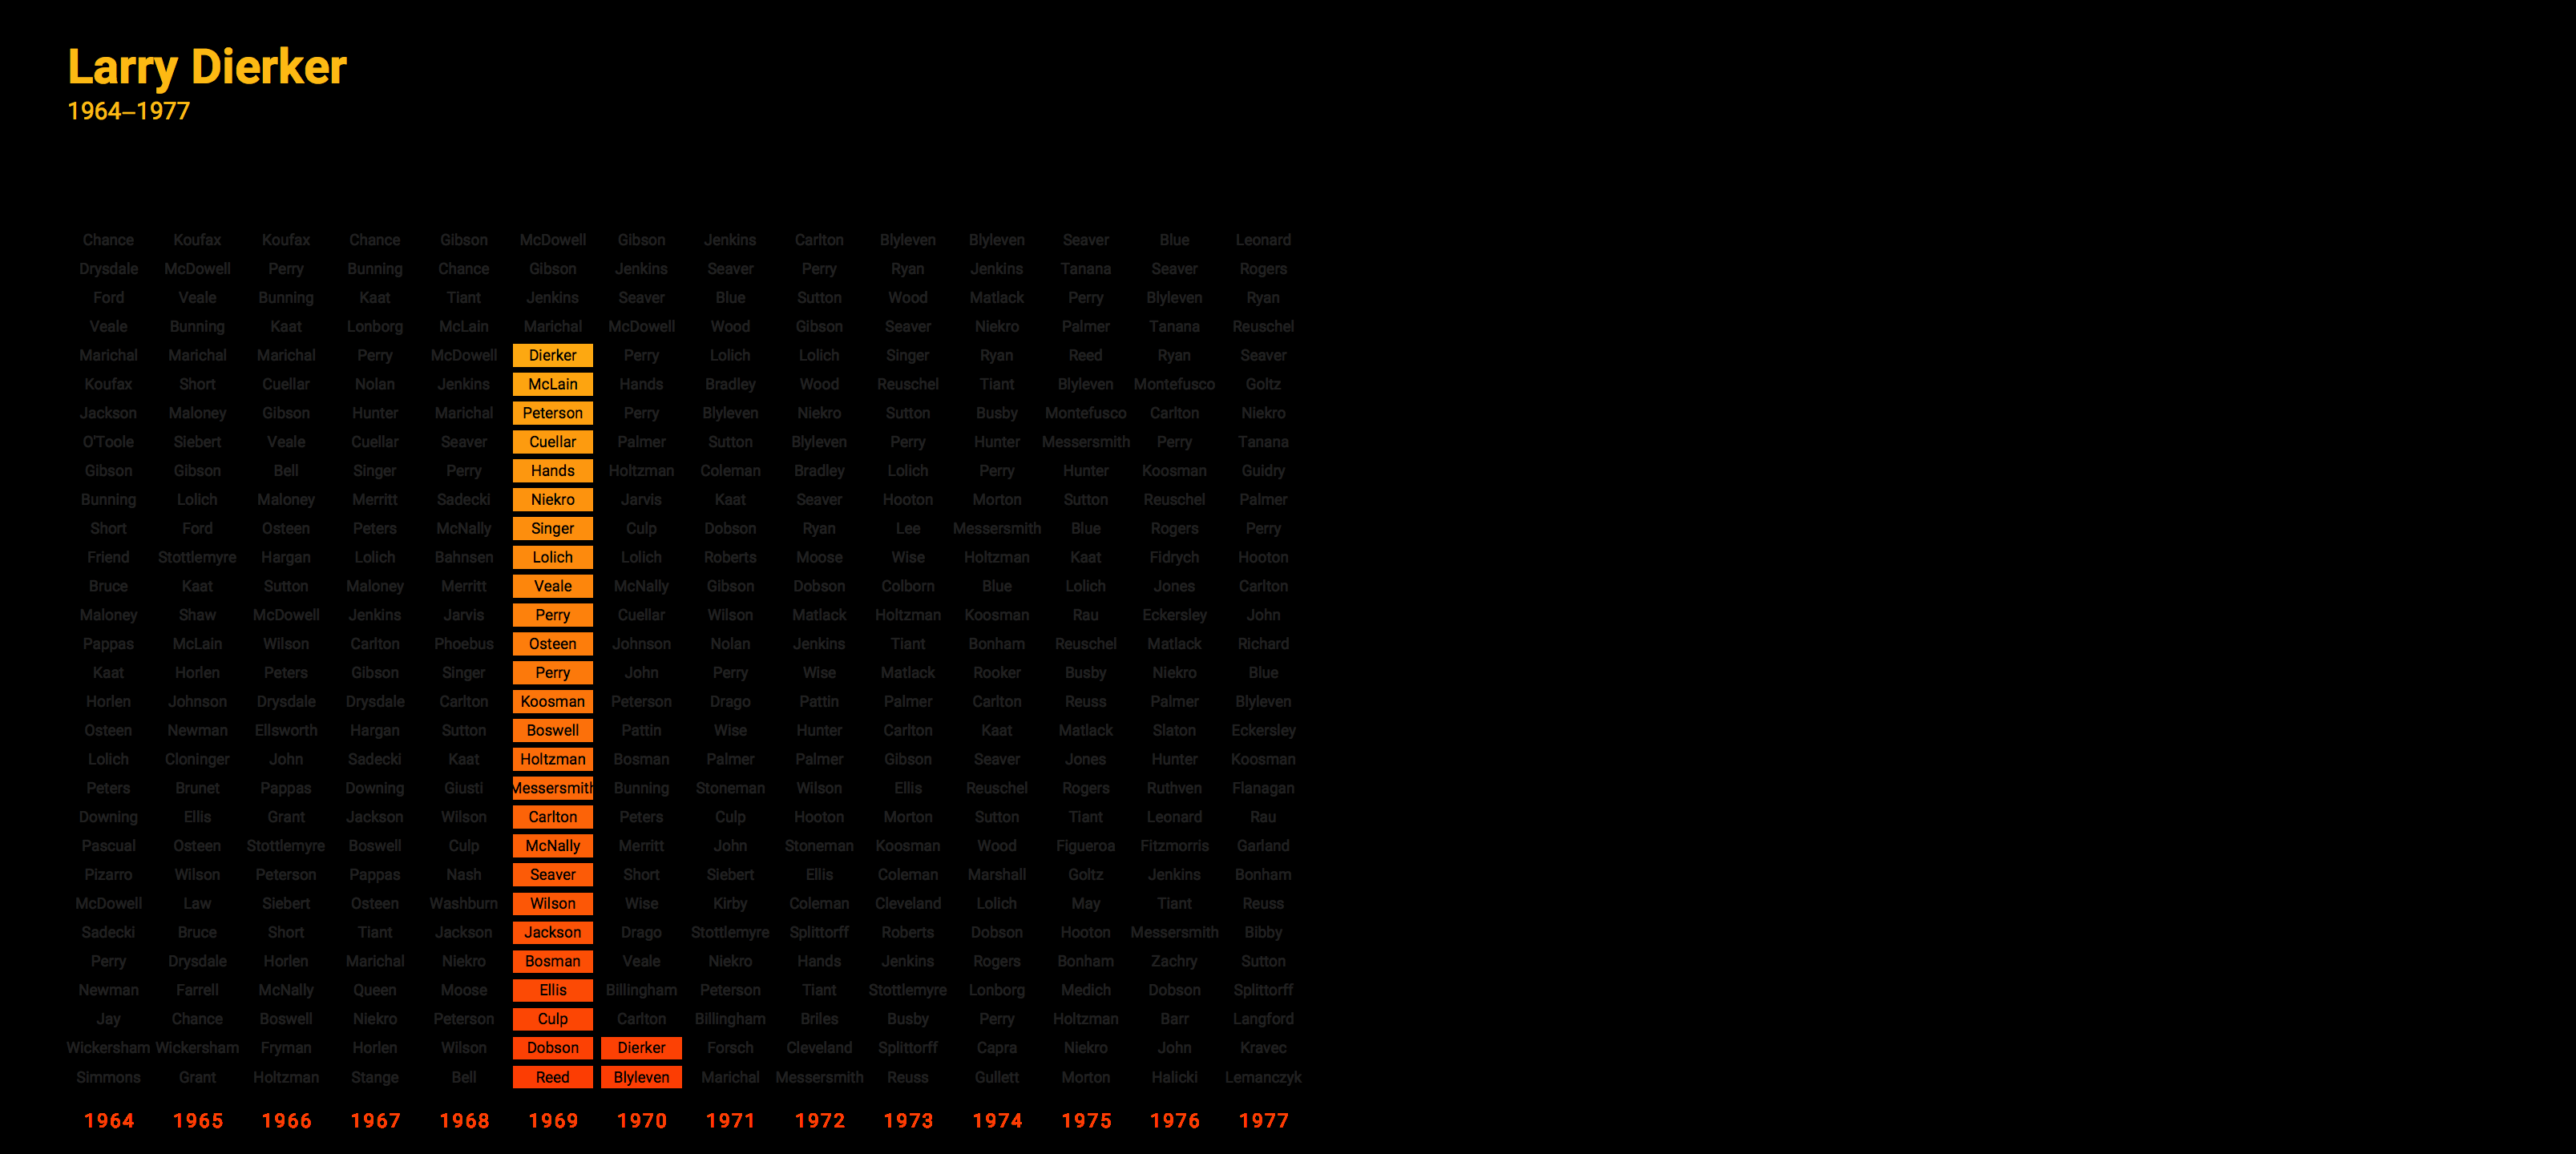 Larry Dierker
1964–1977
Chance Koufax Koufax Chance Gibson McDowell Gibson Jenkins Carlton Blyleven Blyleven Seaver Blue Leonard
Drysdale McDowell Perry Bunning Chance Gibson Jenkins Seaver Perry Ryan Jenkins Tanana Seaver Rogers
Ford Veale Bunning Kaat Tiant Jenkins Seaver Blue Sutton Wood Matlack Perry Blyleven Ryan
Veale Bunning Kaat Lonborg McLain Marichal McDowell Wood Gibson Seaver Niekro Palmer Tanana Reuschel
Marichal Marichal Marichal Perry McDowell Dierker Perry Lolich Lolich Singer Ryan Reed Ryan Seaver
Koufax Short Cuellar Nolan Jenkins McLain Hands Bradley Wood Reuschel Tiant Blyleven Montefusco Goltz
Jackson Maloney Gibson Hunter Marichal Peterson Perry Blyleven Niekro Sutton Busby Montefusco Carlton Niekro
O'Toole Siebert Veale Cuellar Seaver Cuellar Palmer Sutton Blyleven Perry Hunter Messersmith Perry Tanana
Gibson Gibson Bell Singer Perry Hands Holtzman Coleman Bradley Lolich Perry Hunter Koosman Guidry
Bunning Lolich Maloney Merritt Sadecki Niekro Jarvis Kaat Seaver Hooton Morton Sutton Reuschel Palmer
Short Ford Osteen Peters McNally Singer Culp Dobson Ryan Lee Messersmith Blue Rogers Perry
Friend Stottlemyre Hargan Lolich Bahnsen Lolich Lolich Roberts Moose Wise Holtzman Kaat Fidrych Hooton
Bruce Kaat Sutton Maloney Merritt Veale McNally Gibson Dobson Colborn Blue Lolich Jones Carlton
Maloney Shaw McDowell Jenkins Jarvis Perry Cuellar Wilson Matlack Holtzman Koosman Rau Eckersley John
Pappas McLain Wilson Carlton Phoebus Osteen Johnson Nolan Jenkins Tiant Bonham Reuschel Matlack Richard
Kaat Horlen Peters Gibson Singer Perry John Perry Wise Matlack Rooker Busby Niekro Blue
Horlen Johnson Drysdale Drysdale Carlton Koosman Peterson Drago Pattin Palmer Carlton Reuss Palmer Blyleven
Osteen Newman Ellsworth Hargan Sutton Boswell Pattin Wise Hunter Carlton Kaat Matlack Slaton Eckersley
Lolich Cloninger John Sadecki Kaat Holtzman Bosman Palmer Palmer Gibson Seaver Jones Hunter Koosman
Peters Brunet Pappas Downing Giusti Messersmith Bunning Stoneman Wilson Ellis Reuschel Rogers Ruthven Flanagan
Downing Ellis Grant Jackson Wilson Carlton Peters Culp Hooton Morton Sutton Tiant Leonard Rau
Pascual Osteen Stottlemyre Boswell Culp McNally Merritt John Stoneman Koosman Wood Figueroa Fitzmorris Garland
Pizarro Wilson Peterson Pappas Nash Seaver Short Siebert Ellis Coleman Marshall Goltz Jenkins Bonham
McDowell Law Siebert Osteen Washburn Wilson Wise Kirby Coleman Cleveland Lolich May Tiant Reuss
Sadecki Bruce Short Tiant Jackson Jackson Drago Stottlemyre Splittorff Roberts Dobson Hooton Messersmith Bibby
Perry Drysdale Horlen Marichal Niekro Bosman Veale Niekro Hands Jenkins Rogers Bonham Zachry Sutton
Newman Farrell McNally Queen Moose Ellis Billingham Peterson Tiant Stottlemyre Lonborg Medich Dobson Splittorff
Jay Chance Boswell Niekro Peterson Culp Carlton Billingham Briles Busby Perry Holtzman Barr Langford
Wickersham Wickersham Fryman Horlen Wilson Dobson Dierker Forsch Cleveland Splittorff Capra Niekro John Kravec
Simmons Grant Holtzman Stange Bell Reed Blyleven Marichal Messersmith Reuss Gullett Morton Halicki Lemanczyk
1964 1965 1966 1967 1968 1969 1970 1971 1972 1973 1974 1975 1976 1977